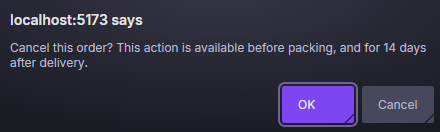 localhost:5173 says
Cancel this order? This action is available before packing, and for 14 days
after delivery.
OK
Cancel